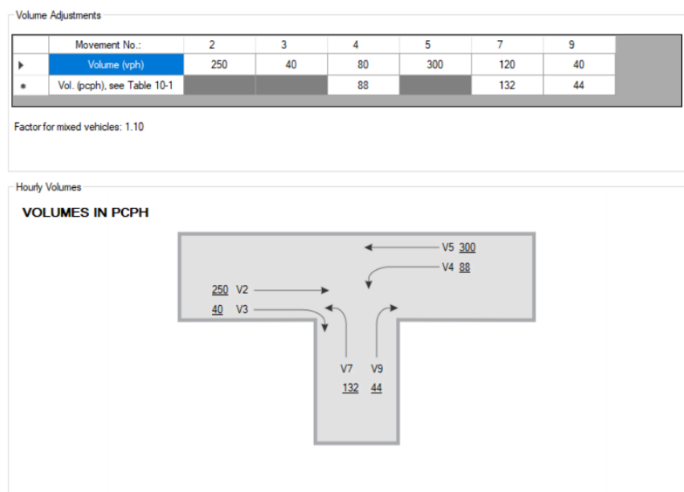 Volume Adjustments
Movement No.: 2 3 4 5 7 9
Volume (vph) 250 40 80 300 120 40
Vol. (pcph), see Table 10-1 88 132 44
Factor for mixed vehicles: 1.10
Hourly Volumes
VOLUMES IN PCPH
V5 300
V4 88
250 V2
40 V3
V7 V9
132 44